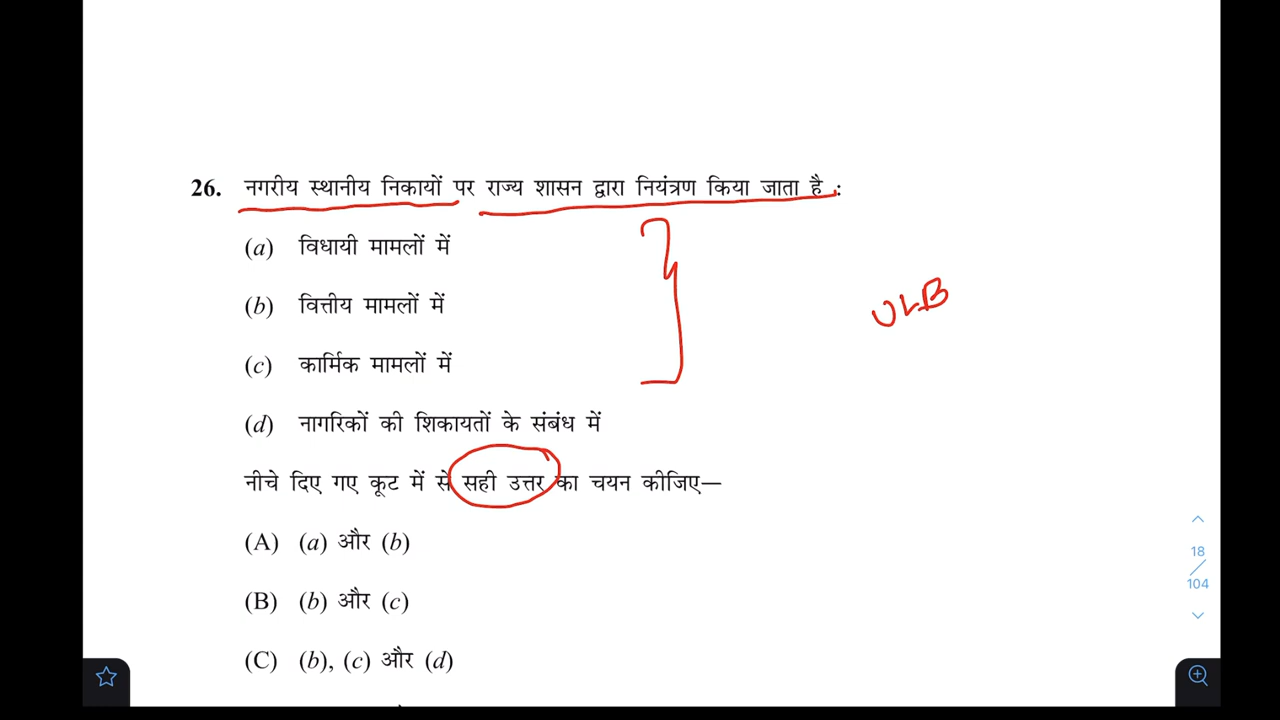 26. नगरीय स्थानीय निकायों पर राज्य शासन द्वारा नियंत्रण किया जाता है :
(a) विधायी मामलों में
ULB
(b) वित्तीय मामलों में
(c) कार्मिक मामलों में
(d) नागरिकों की शिकायतों के संबंध में
नीचे दिए गए कूट में से सही उत्तर का चयन कीजिए—
(A) (a) और (b)
(B) (b) और (c)
(C) (b), (c) और (d)
18
104